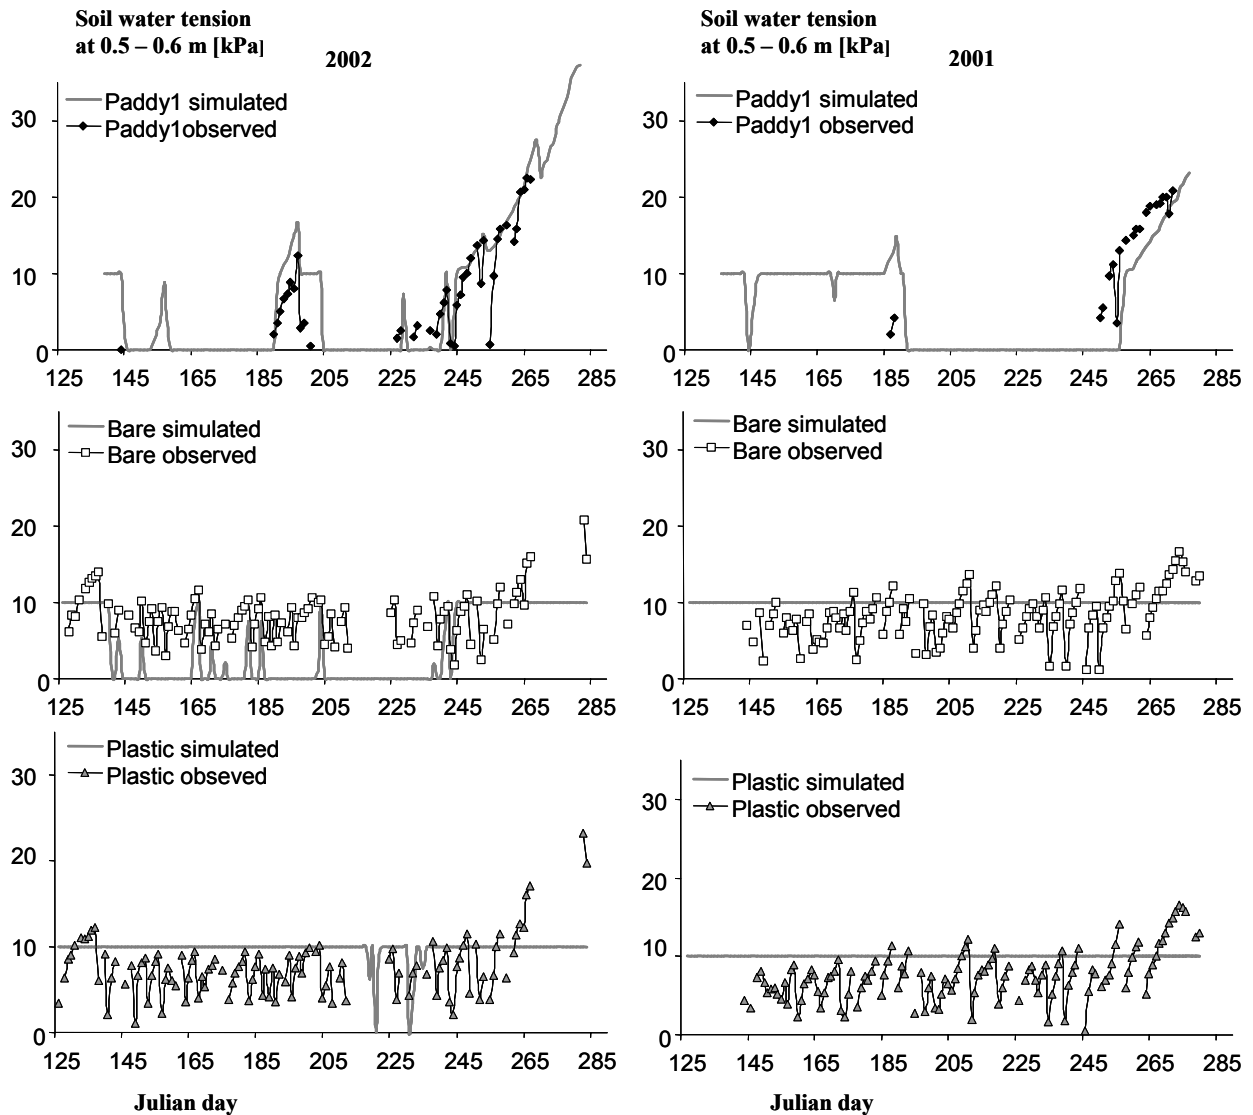 Soil water tension
at 0.5 – 0.6 m [kPa]
2002
Paddy1 simulated
Paddy1observed
30
20
10
0
125 145 165 185 205 225 245 265 285
Soil water tension
at 0.5 – 0.6 m [kPa]
2001
Paddy1 simulated
Paddy1 observed
30
20
10
0
125 145 165 185 205 225 245 265 285
Bare simulated
Bare observed
30
20
10
0
125 145 165 185 205 225 245 265 285
Bare simulated
Bare observed
30
20
10
0
125 145 165 185 205 225 245 265 285
Plastic simulated
Plastic obseved
30
20
10
0
125 145 165 185 205 225 245 265 285
Julian day
Plastic simulated
Plastic observed
30
20
10
0
125 145 165 185 205 225 245 265 285
Julian day